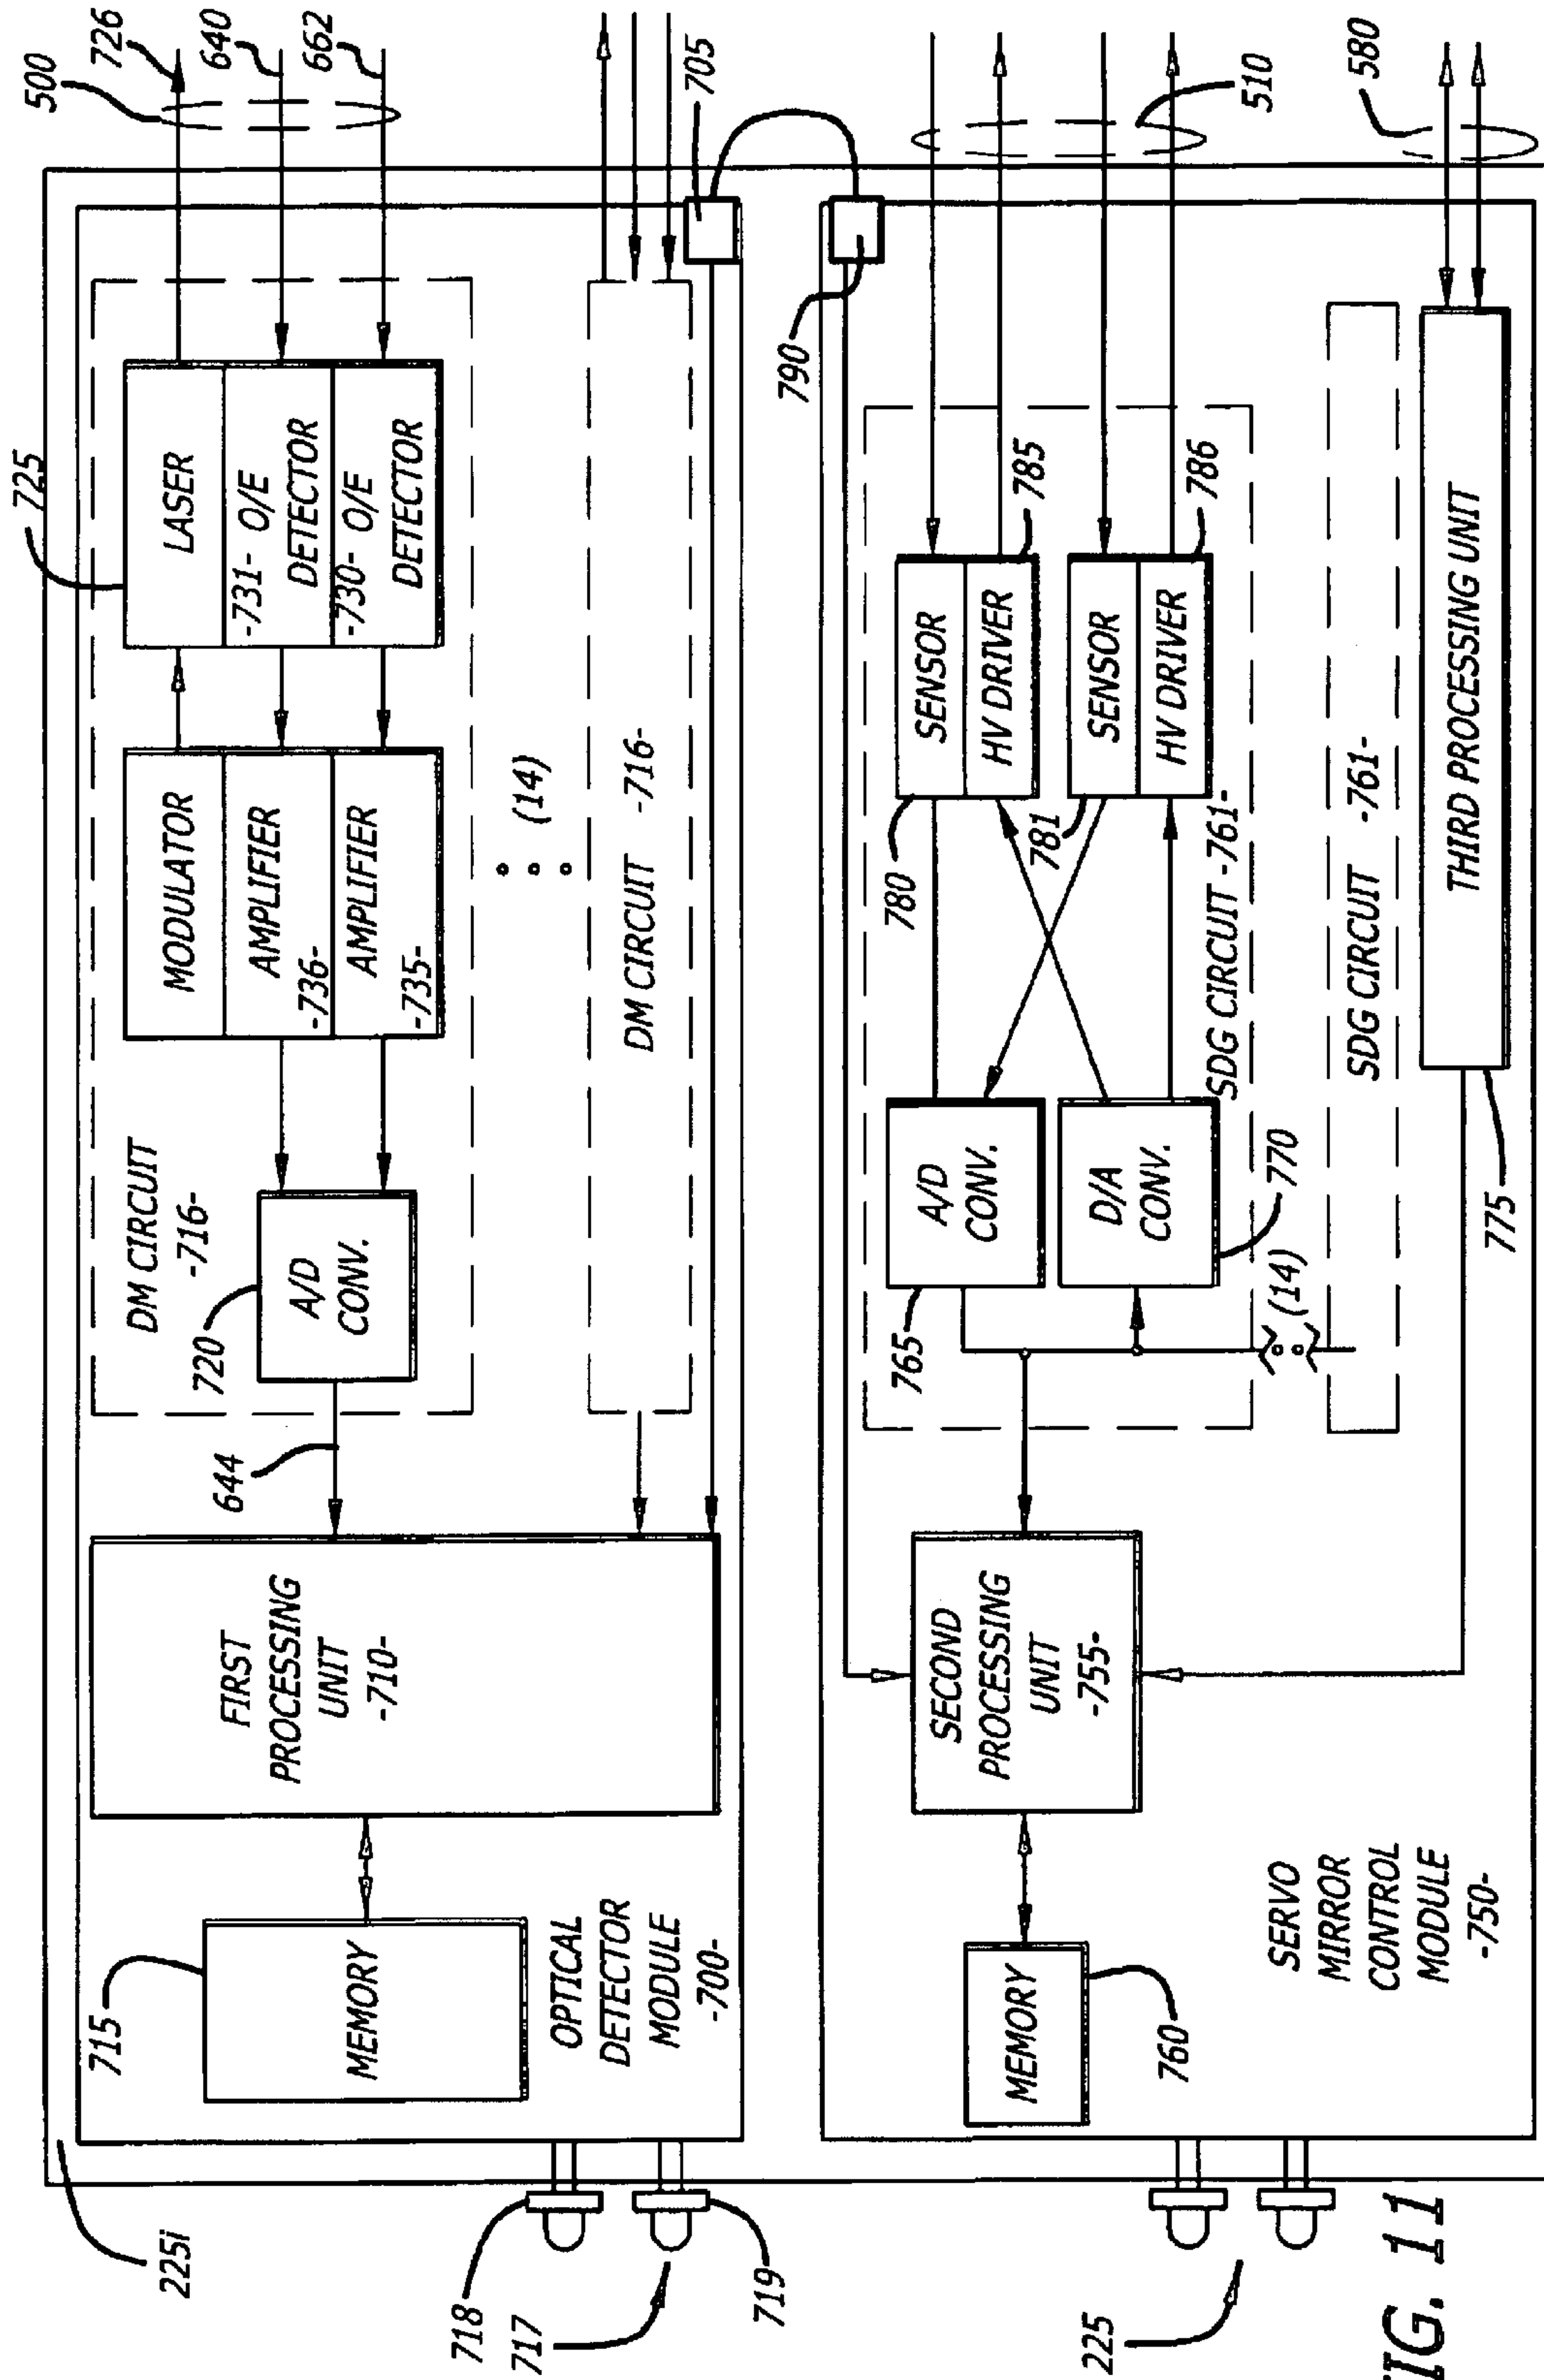 500
726
640
662
725
LASER
-731- O/E
DETECTOR
-730- O/E
DETECTOR
MODULATOR
AMPLIFIER
-736-
AMPLIFIER
-735-
DM CIRCUIT
-716-
720
A/D
CONV.
644
(14)
DM CIRCUIT -716-
705
FIRST
PROCESSING
UNIT
-710-
715
MEMORY
OPTICAL
DETECTOR
MODULE
-700-
225i
718
717
719
790
510
580
780
SENSOR
HV DRIVER
785
781
SENSOR
HV DRIVER
786
SDG CIRCUIT -761-
765
A/D
CONV.
D/A
CONV.
770
(14)
SDG CIRCUIT -761-
THIRD PROCESSING UNIT
775
SECOND
PROCESSING
UNIT
-755-
MEMORY
760
SERVO
MIRROR
CONTROL
MODULE
-750-
225
FIG. 11